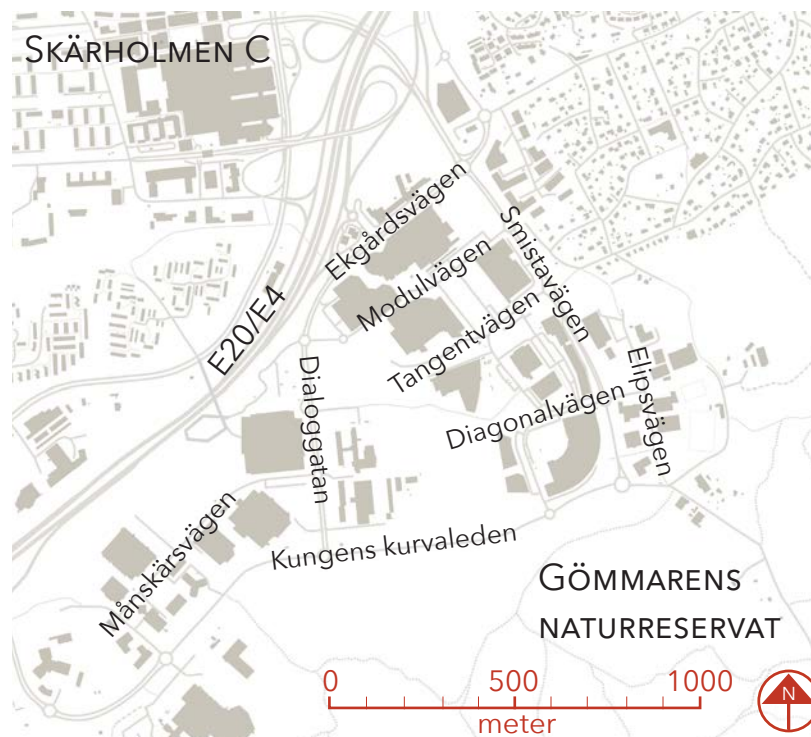 SKÄRHOLMEN C
Ekgårdsvägen
Smistavägen
Modulvägen
E20/E4
Tangentvägen
Elipsvägen
Dialoggatan
Diagonalvägen
Månskärsvägen
Kungens kurvaleden
GÖMMARENS
NATURRESERVAT
0 500 1000
meter
N